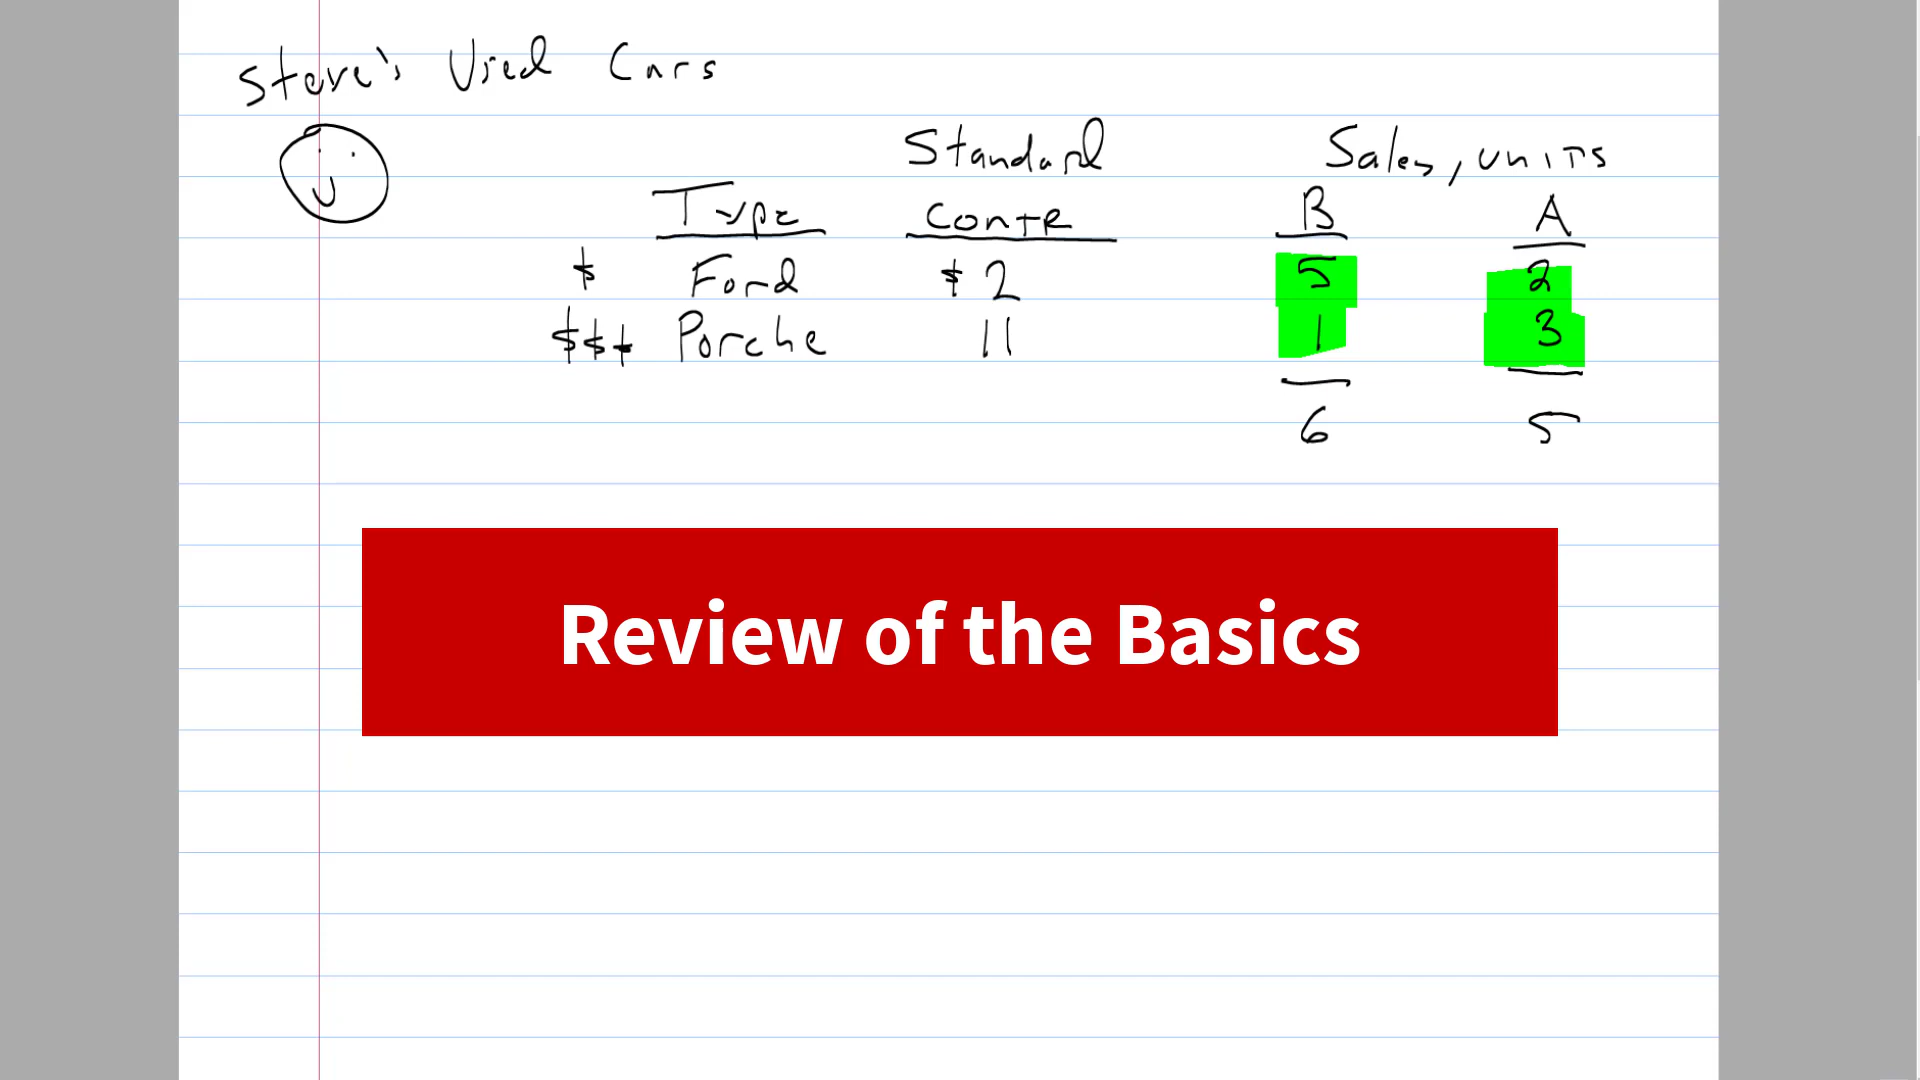 Steve's Used Cars
Standard Sales, units
Type Contr B A
$ Ford $2 5 2
$$$ Porche 11 1 3
6 5
Review of the Basics